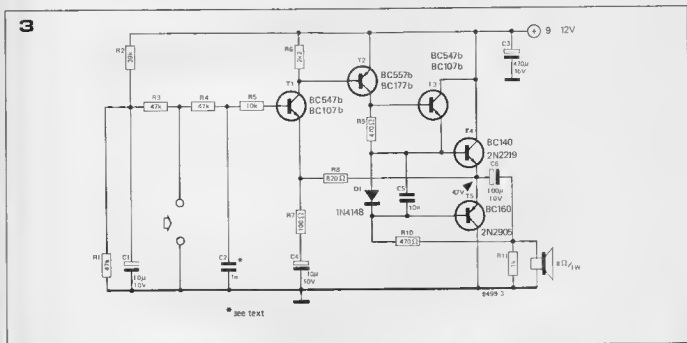 3
R2
39k
R6
2k2
9
12V
C3
470µ
16V
T1
BC547b
BC107b
T2
BC557b
BC177b
BC547b
BC107b
T3
R3
47k
R4
47k
R5
10k
R9
470Ω
T4
BC140
2N2219
R8
820Ω
D1
1N4148
C5
10n
C6
100µ
10V
T5
BC160
2N2905
R7
100Ω
R10
470Ω
R1
47k
C1
10µ
10V
C2
*
1n
C4
10µ
10V
R11
1k
8Ω/1W
* see text